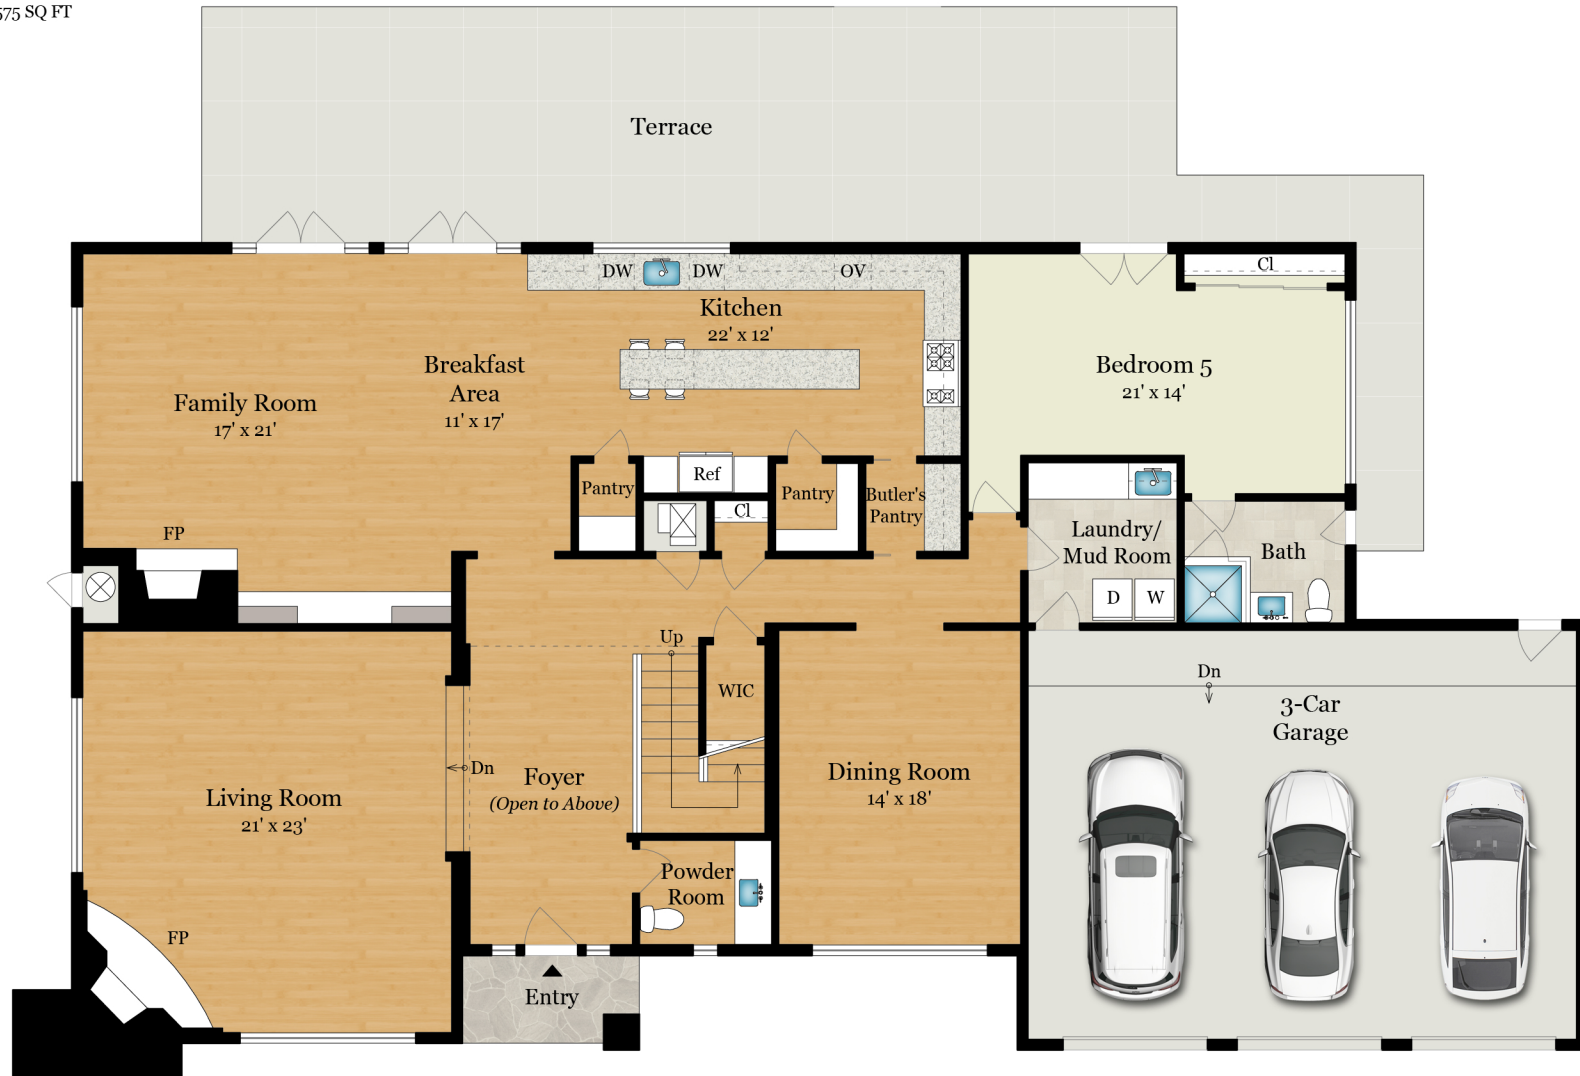 575 SQ FT
Terrace
DW
DW
OV
Cl
Kitchen
22' x 12'
Breakfast
Area
11' x 17'
Bedroom 5
21' x 14'
Family Room
17' x 21'
Ref
Pantry
Pantry
Butler's
Pantry
Cl
FP
Laundry/
Mud Room
Bath
D
W
Up
WIC
Dn
3-Car
Garage
Dn
Foyer
(Open to Above)
Dining Room
14' x 18'
Living Room
21' x 23'
Powder
Room
FP
Entry